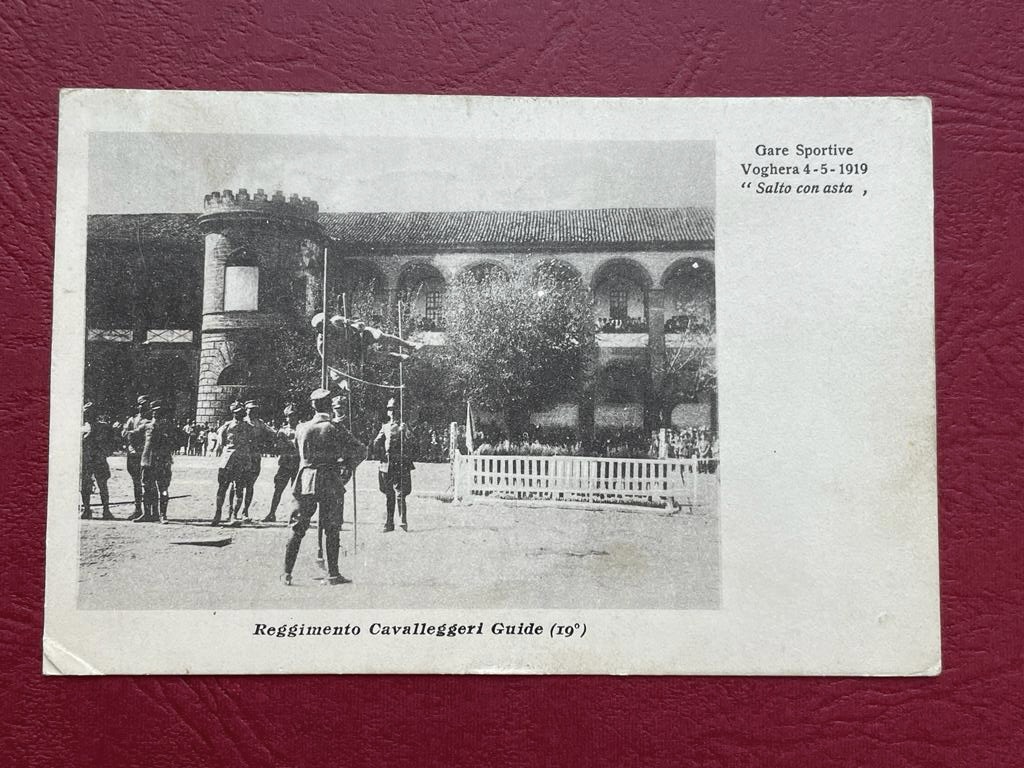 Gare Sportive
Voghera 4-5-1919
“ Salto con asta ,
Reggimento Cavalleggeri Guide (19°)